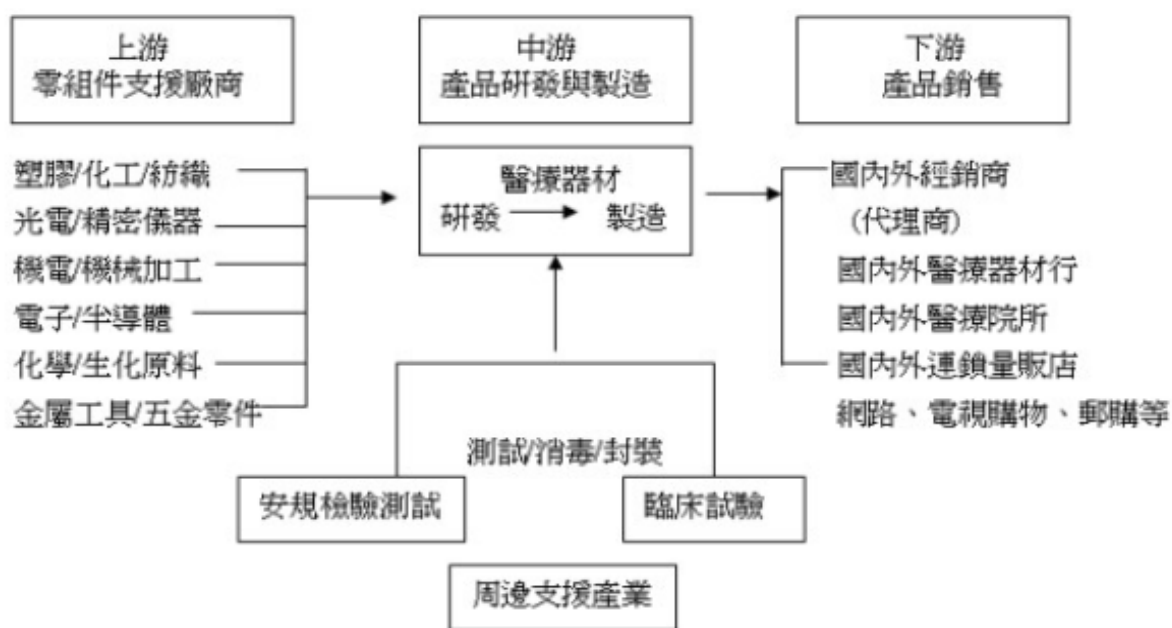 上游
零組件支援廠商
中游
產品研發與製造
下游
產品銷售
塑膠/化工/紡織
光電/精密儀器
機電/機械加工
電子/半導體
化學/生化原料
金屬工具/五金零件
醫療器材
研發 製造
國內外經銷商
(代理商)
國內外醫療器材行
國內外醫療院所
國內外連鎖量販店
網路、電視購物、郵購等
測試/消毒/封裝
安規檢驗測試
臨床試驗
周邊支援產業